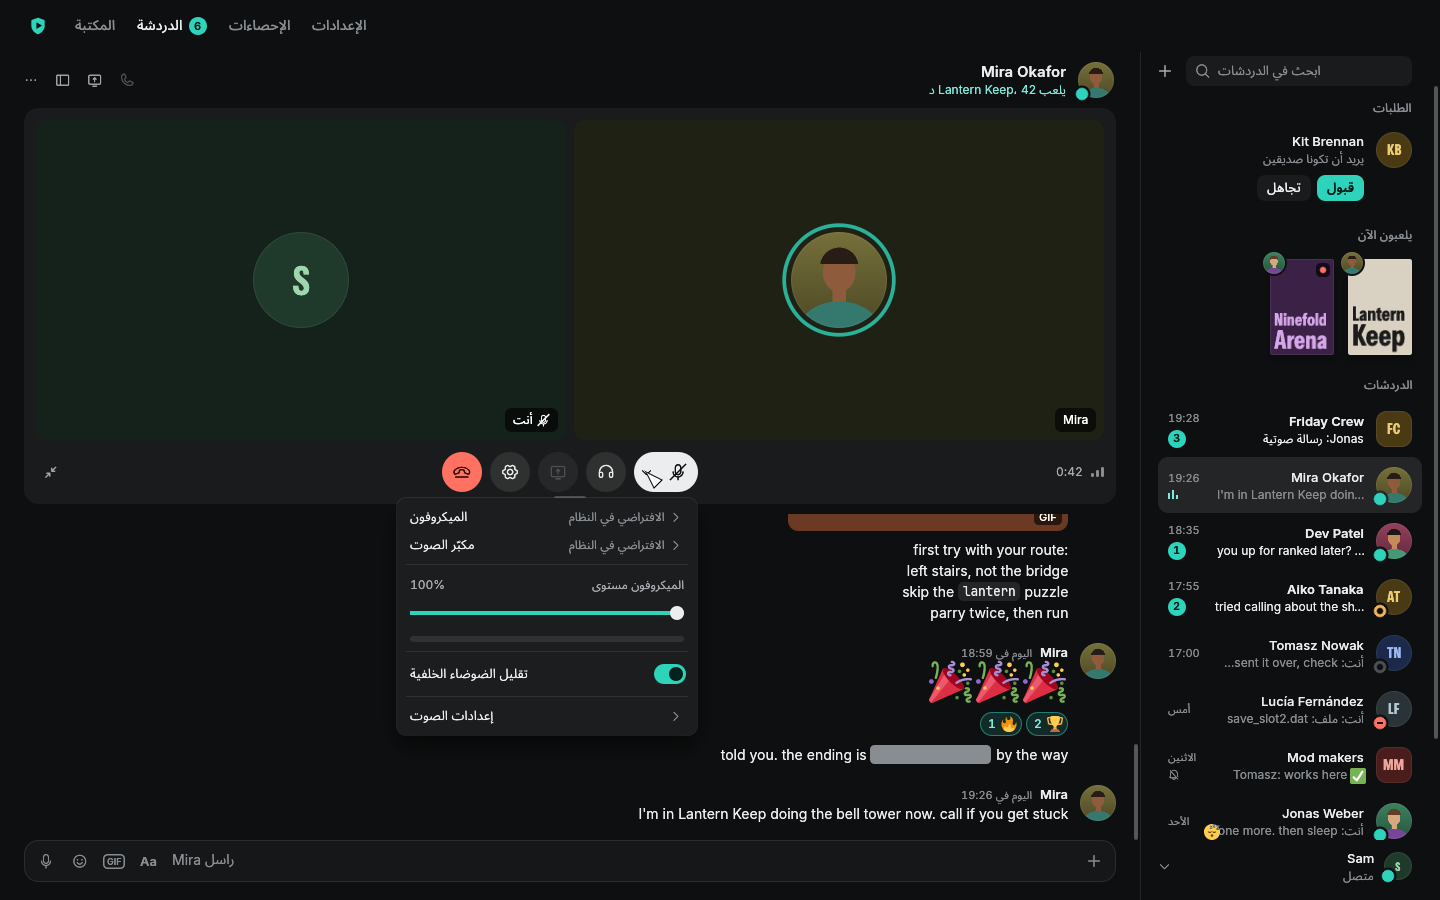 المكتبة
الدردشة 6
الإحصاءات
الإعدادات
Mira Okafor
يلعب Lantern Keep، 42 د
S
أنت
Mira
0:42
الميكروفون
الافتراضي في النظام
مكبّر الصوت
الافتراضي في النظام
الميكروفون مستوى
100%
تقليل الضوضاء الخلفية
إعدادات الصوت
GIF
first try with your route:
left stairs, not the bridge
skip the lantern puzzle
parry twice, then run
Mira اليوم في 18:59
🎉🎉🎉
🏆 2 🔥 1
told you. the ending is by the way
Mira اليوم في 19:26
I'm in Lantern Keep doing the bell tower now. call if you get stuck
GIF
Aa
راسل Mira
ابحث في الدردشات
الطلبات
KB
Kit Brennan
يريد أن تكونا صديقين
قبول
تجاهل
يلعبون الآن
Lantern Keep
Ninefold Arena
الدردشات
FC
Friday Crew
19:28
Jonas: رسالة صوتية
3
Mira Okafor
19:26
I'm in Lantern Keep doin...
Dev Patel
18:35
you up for ranked later? ...
1
AT
Aiko Tanaka
17:55
tried calling about the sh...
2
TN
Tomasz Nowak
17:00
أنت: sent it over, check...
LF
Lucía Fernández
أمس
أنت: ملف: save_slot2.dat
MM
Mod makers
الاثنين
Tomasz: works here ✅
Jonas Weber
الأحد
أنت: one more. then sleep 😴
S
Sam
متصل